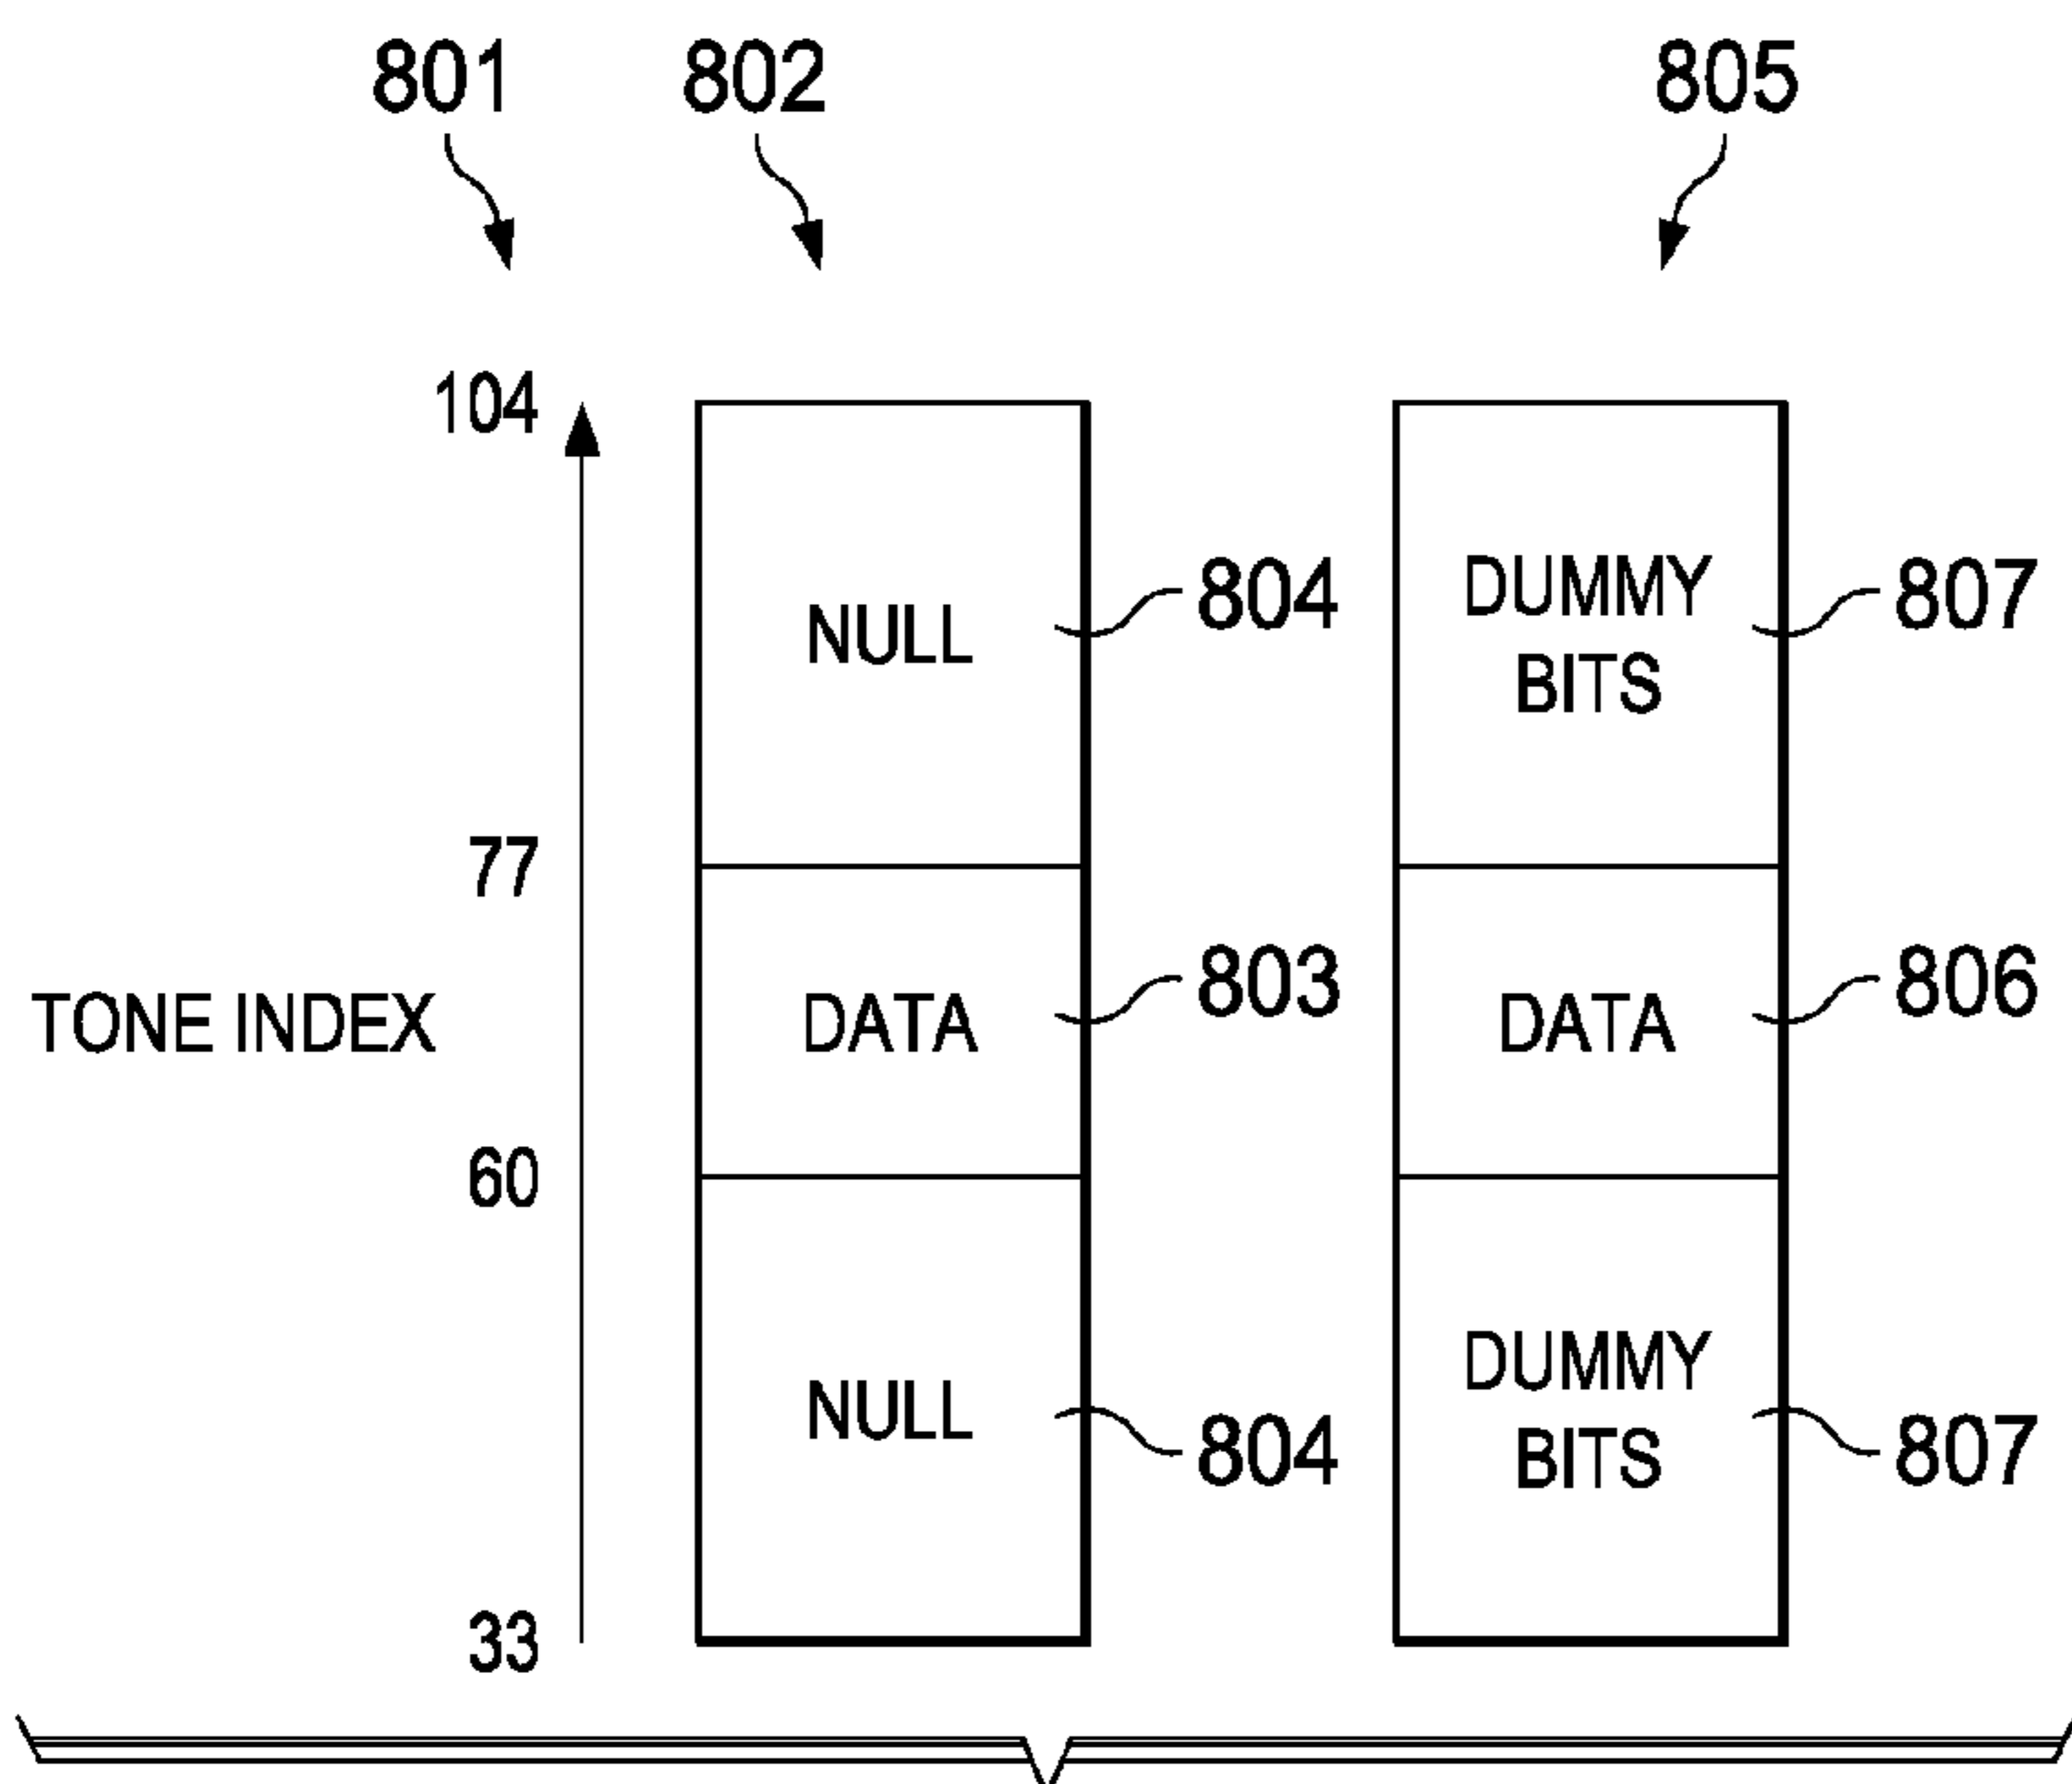 801 802 805
104
NULL 804 DUMMY BITS 807
77
TONE INDEX DATA 803 DATA 806
60
NULL 804 DUMMY BITS 807
33